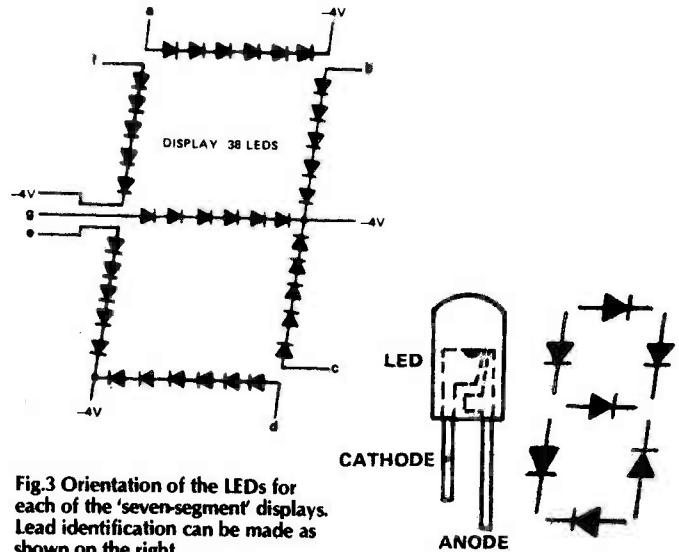 a
-4V
f
b
DISPLAY 38 LEDS
-4V
g
-4V
e
c
-4V
d
LED
CATHODE
ANODE
Fig.3 Orientation of the LEDs for
each of the 'seven-segment' displays.
Lead identification can be made as
shown on the right